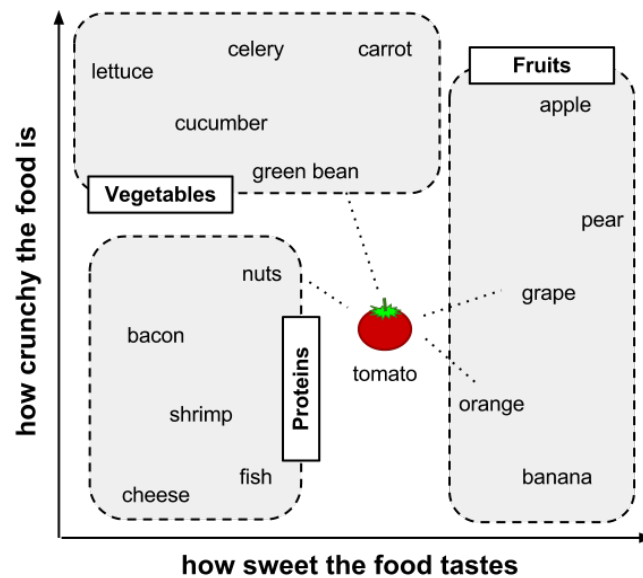 how crunchy the food is
lettuce
celery
carrot
cucumber
green bean
Vegetables
Fruits
apple
pear
grape
orange
banana
nuts
bacon
shrimp
fish
cheese
Proteins
tomato
how sweet the food tastes